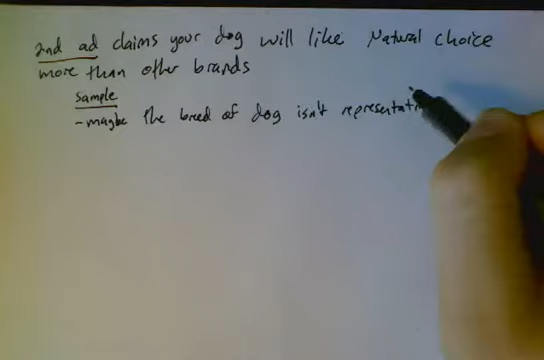 2nd ad claims your dog will like Natural Choice
more than other brands
Sample
- maybe the breed of dog isn't representati